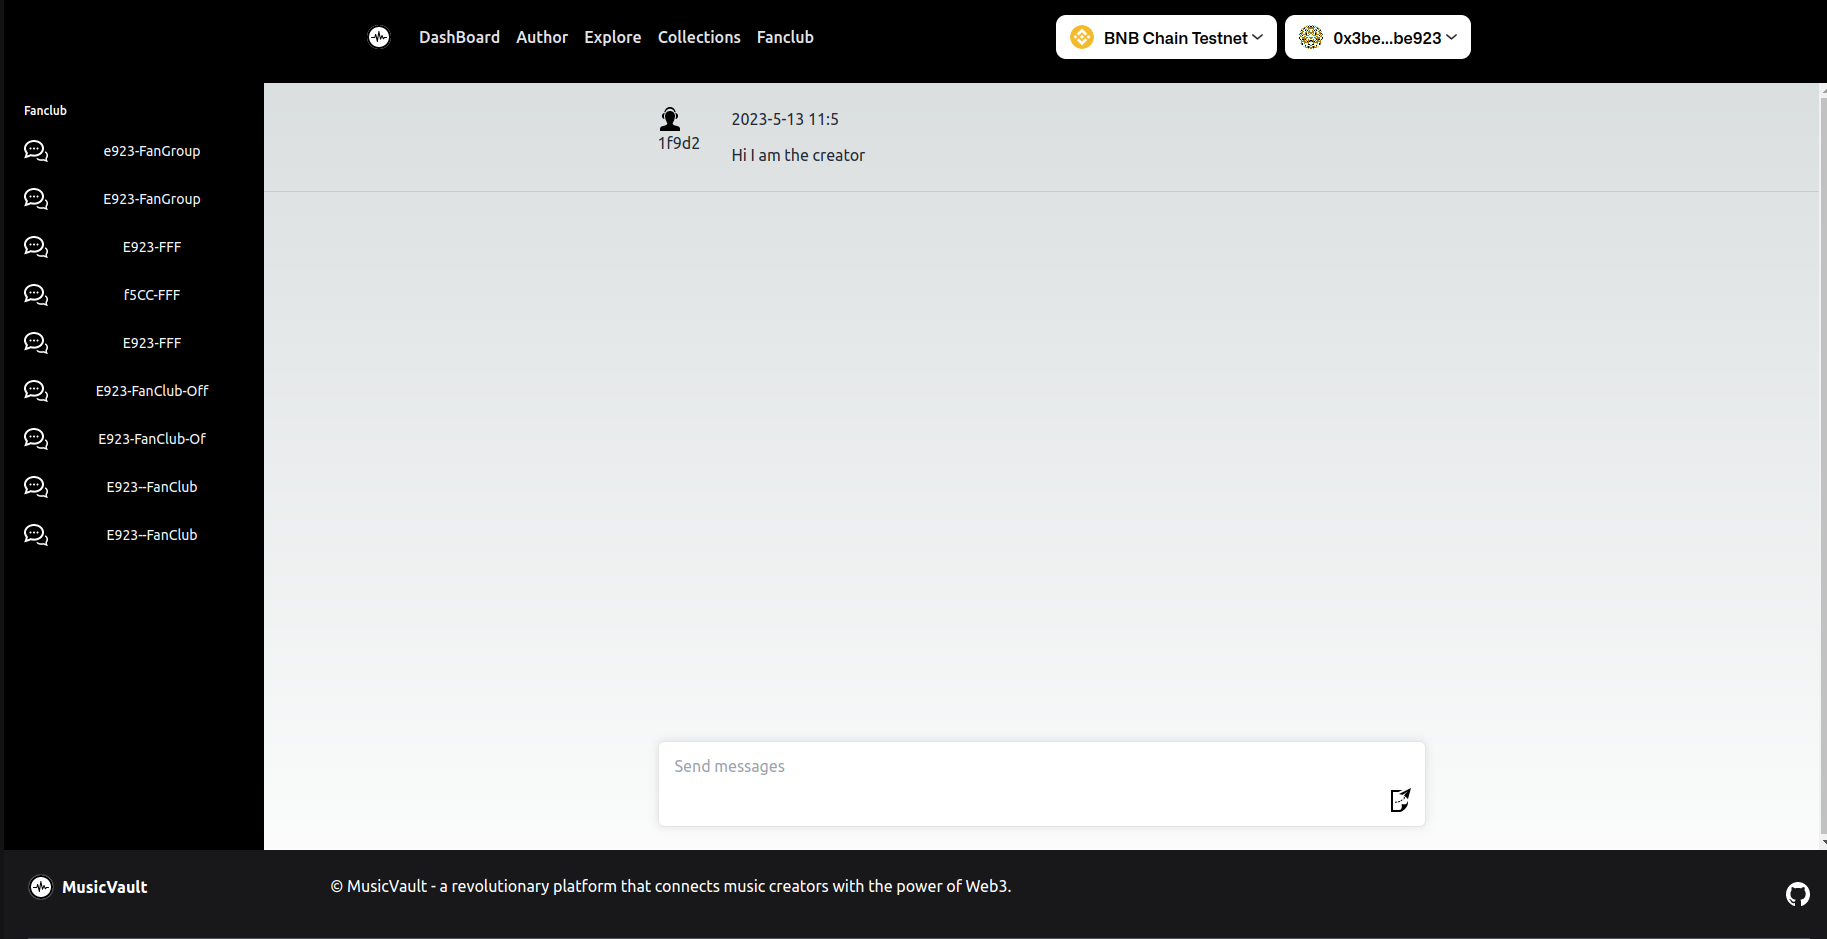 DashBoard Author Explore Collections Fanclub
BNB Chain Testnet
0x3be...be923
Fanclub
e923-FanGroup
E923-FanGroup
E923-FFF
f5CC-FFF
E923-FFF
E923-FanClub-Off
E923-FanClub-Of
E923--FanClub
E923--FanClub
1f9d2
2023-5-13 11:5
Hi I am the creator
Send messages
MusicVault
© MusicVault - a revolutionary platform that connects music creators with the power of Web3.